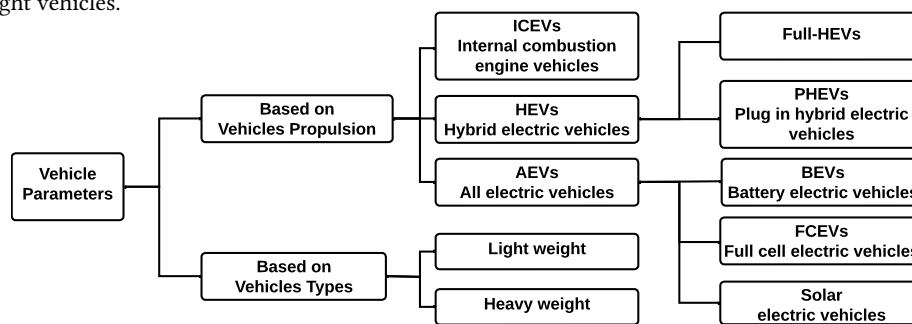 ght vehicles.
ICEVs
Internal combustion
engine vehicles
Full-HEVs
Based on
Vehicles Propulsion
HEVs
Hybrid electric vehicles
PHEVs
Plug in hybrid electric
vehicles
Vehicle
Parameters
AEVs
All electric vehicles
BEVs
Battery electric vehicles
FCEVs
Full cell electric vehicles
Based on
Vehicles Types
Light weight
Heavy weight
Solar
electric vehicles